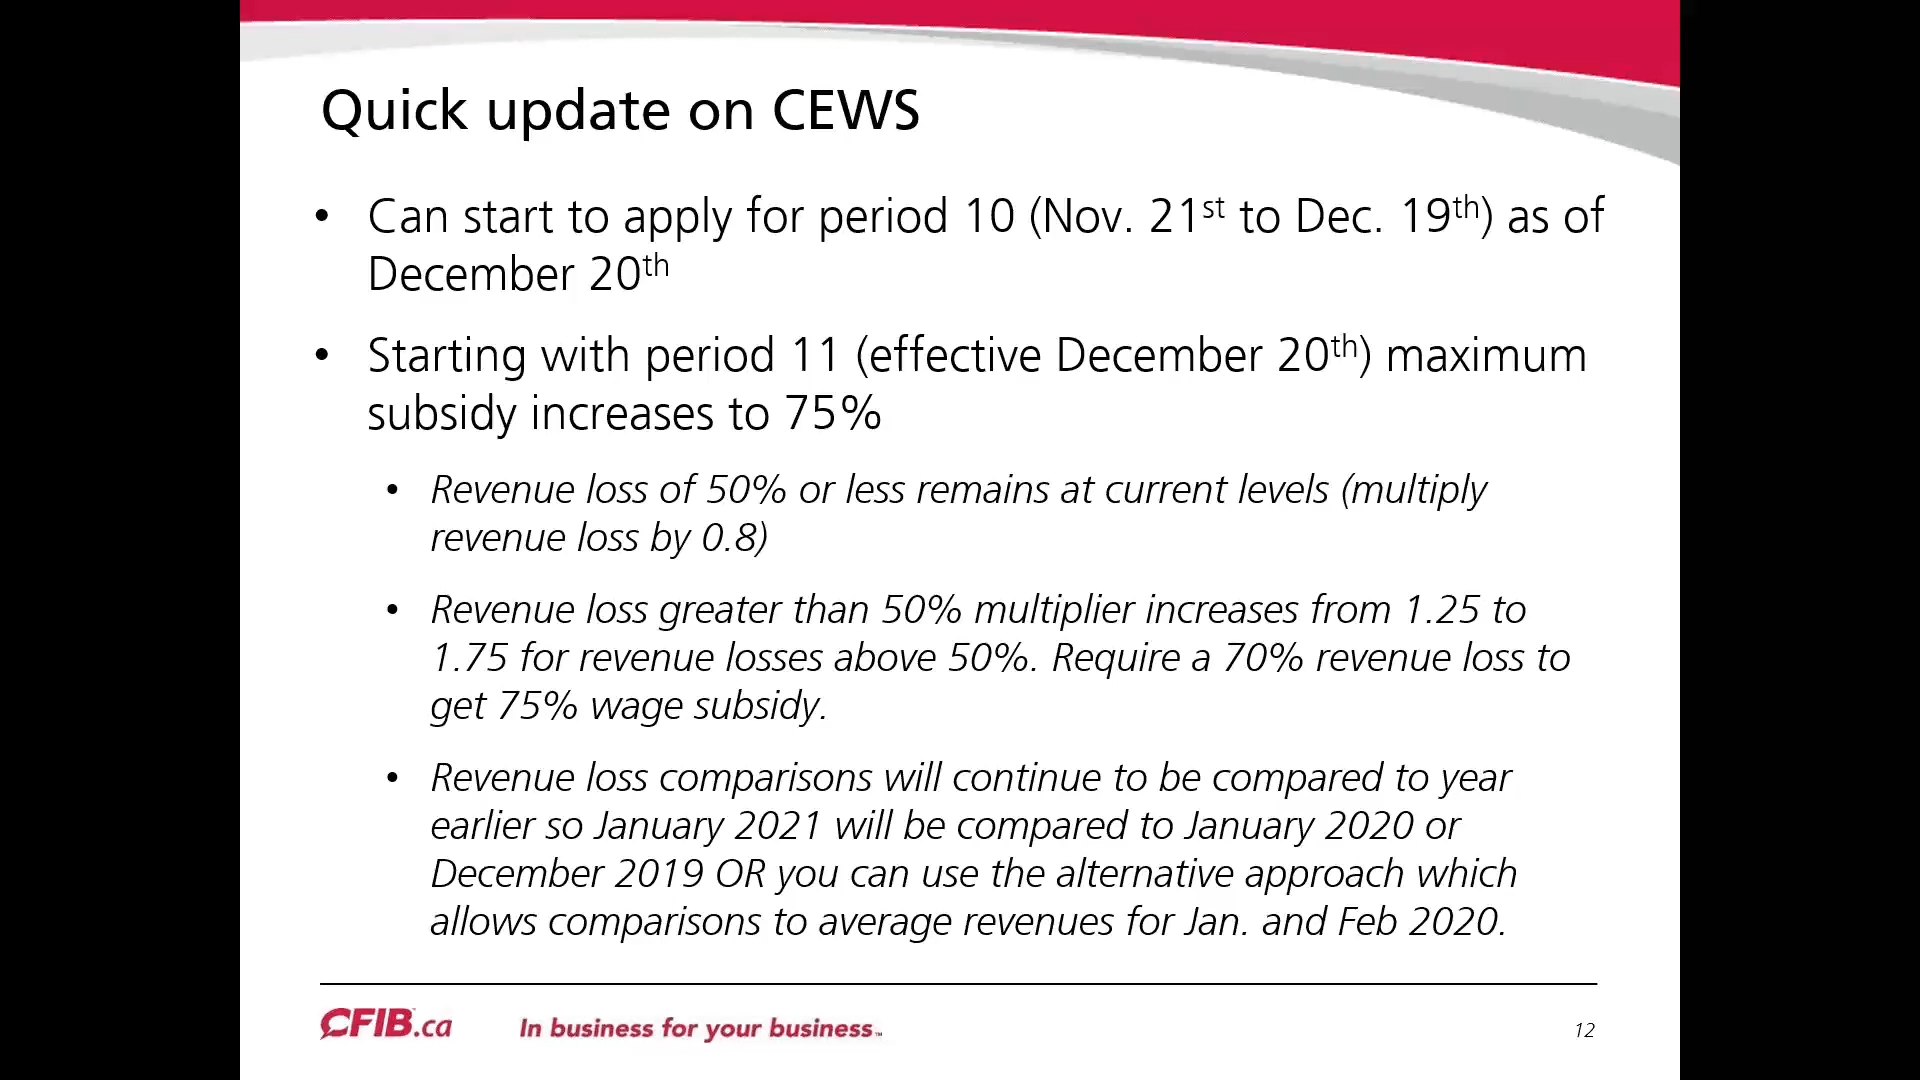 Quick update on CEWS
• Can start to apply for period 10 (Nov. 21st to Dec. 19th) as of
December 20th
• Starting with period 11 (effective December 20th) maximum
subsidy increases to 75%
• Revenue loss of 50% or less remains at current levels (multiply
revenue loss by 0.8)
• Revenue loss greater than 50% multiplier increases from 1.25 to
1.75 for revenue losses above 50%. Require a 70% revenue loss to
get 75% wage subsidy.
• Revenue loss comparisons will continue to be compared to year
earlier so January 2021 will be compared to January 2020 or
December 2019 OR you can use the alternative approach which
allows comparisons to average revenues for Jan. and Feb 2020.
CFIB.ca In business for your business™
12